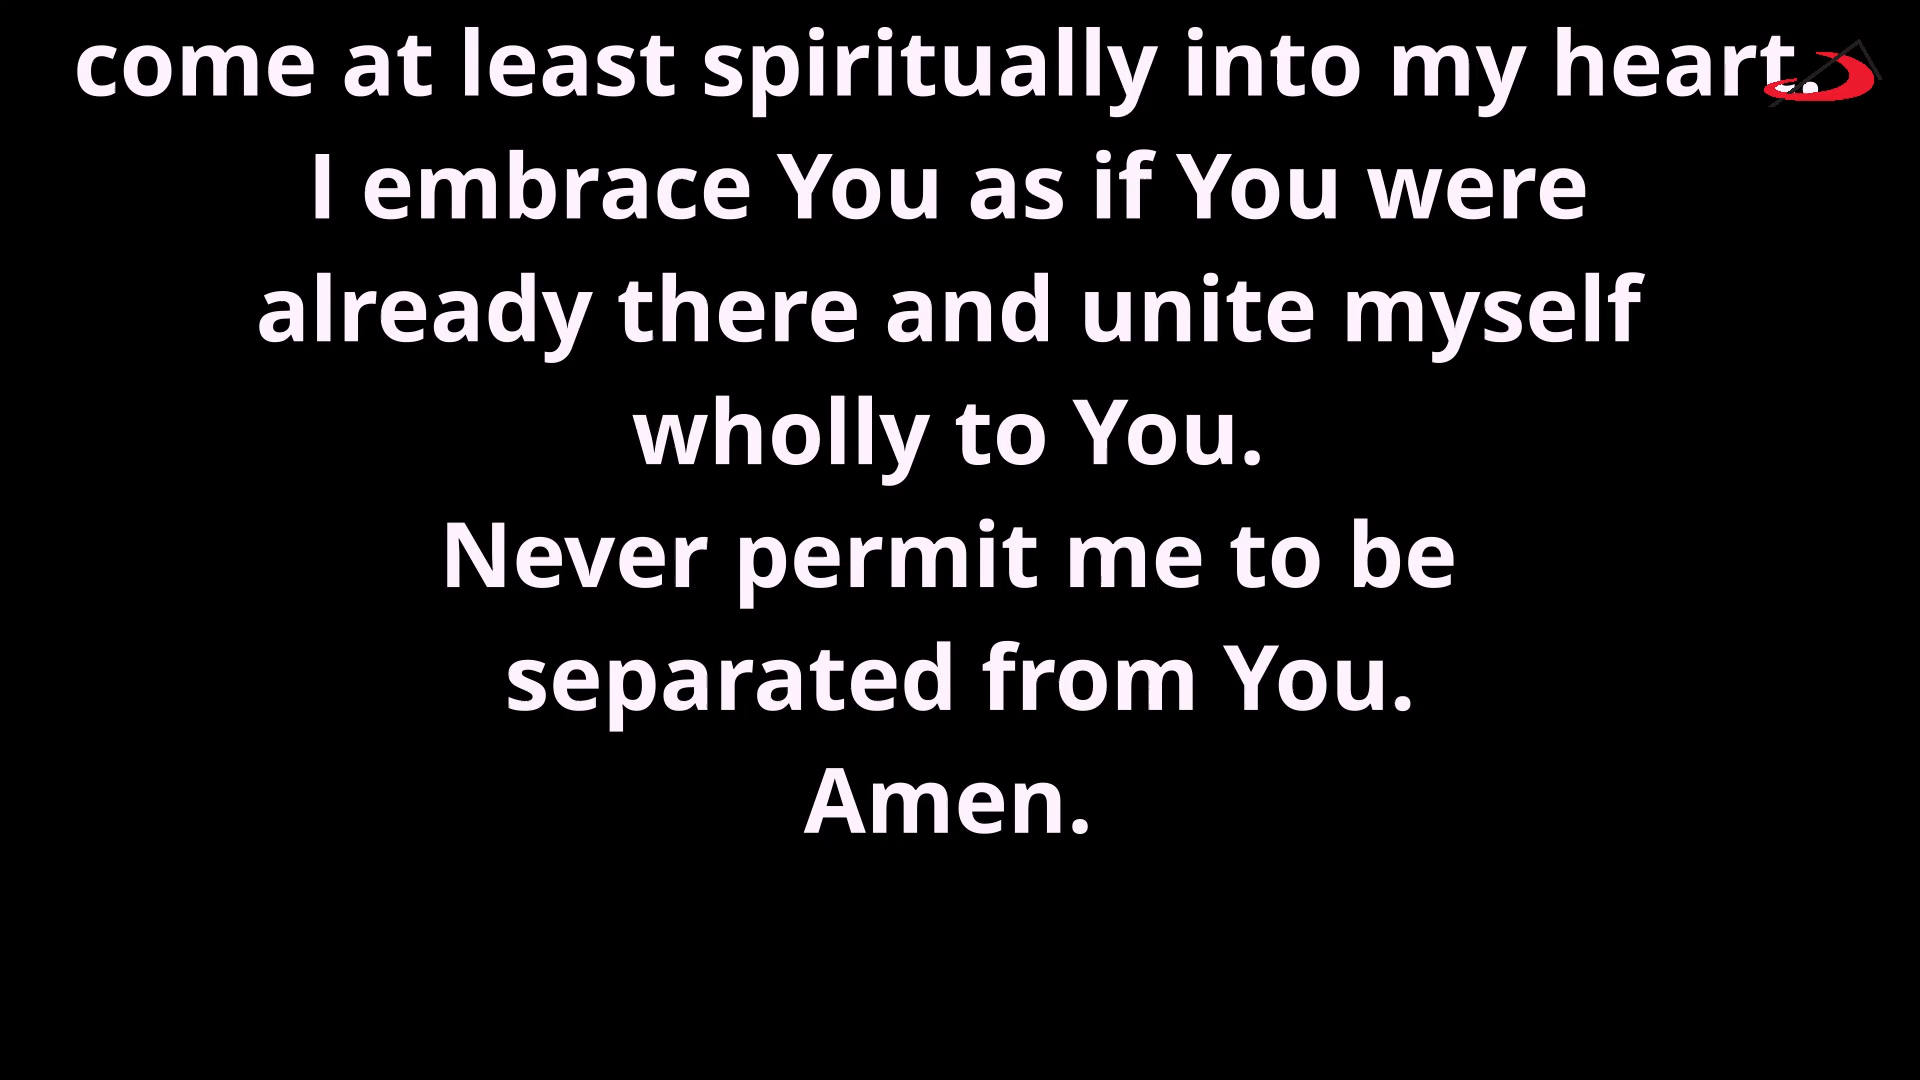 come at least spiritually into my heart.
I embrace You as if You were
already there and unite myself
wholly to You.
Never permit me to be
separated from You.
Amen.